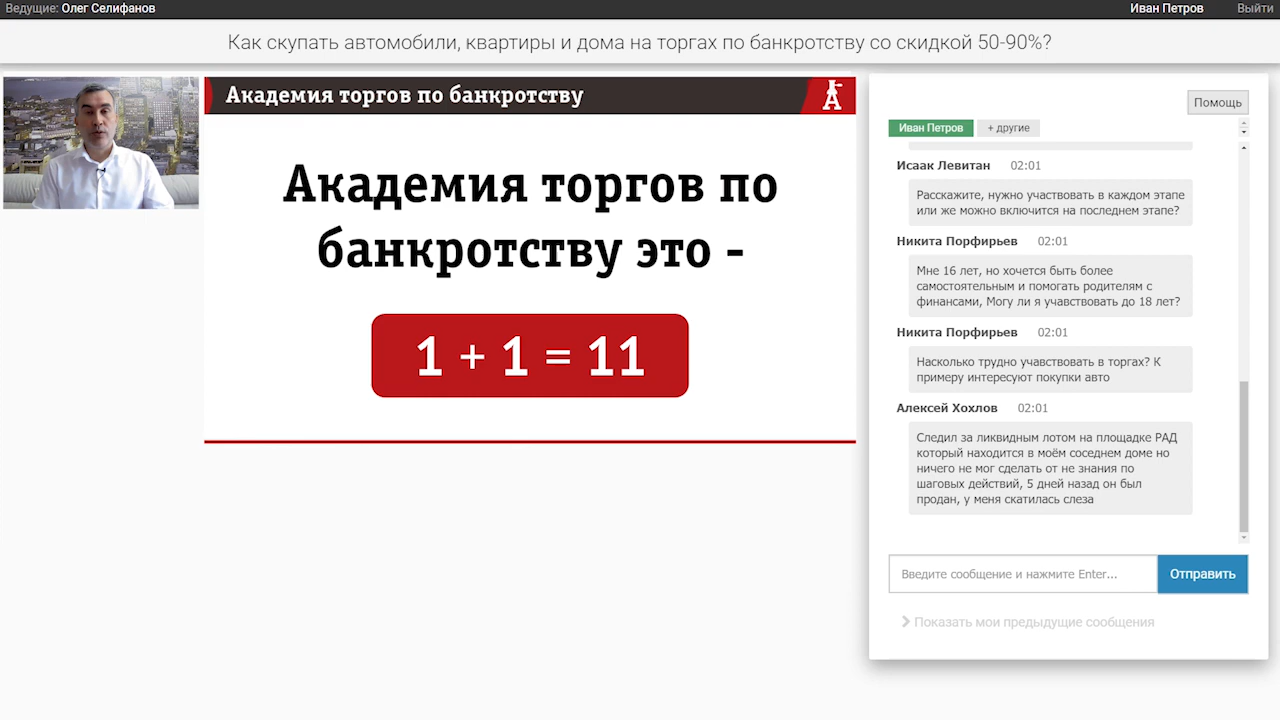 Ведущие: Олег Селифанов
Иван Петров
Выйти
Как скупать автомобили, квартиры и дома на торгах по банкротству со скидкой 50-90%?
Академия торгов по банкротству
Академия торгов по
банкротству это -
1 + 1 = 11
Помощь
Иван Петров
+ другие
Исаак Левитан 02:01
Расскажите, нужно участвовать в каждом этапе
или же можно включится на последнем этапе?
Никита Порфирьев 02:01
Мне 16 лет, но хочется быть более
самостоятельным и помогать родителям с
финансами, Могу ли я учавствовать до 18 лет?
Никита Порфирьев 02:01
Насколько трудно учавствовать в торгах? К
примеру интересуют покупки авто
Алексей Хохлов 02:01
Следил за ликвидным лотом на площадке РАД
который находится в моём соседнем доме но
ничего не мог сделать от не знания по
шаговых действий, 5 дней назад он был
продан, у меня скатилась слеза
Введите сообщение и нажмите Enter...
Отправить
Показать мои предыдущие сообщения